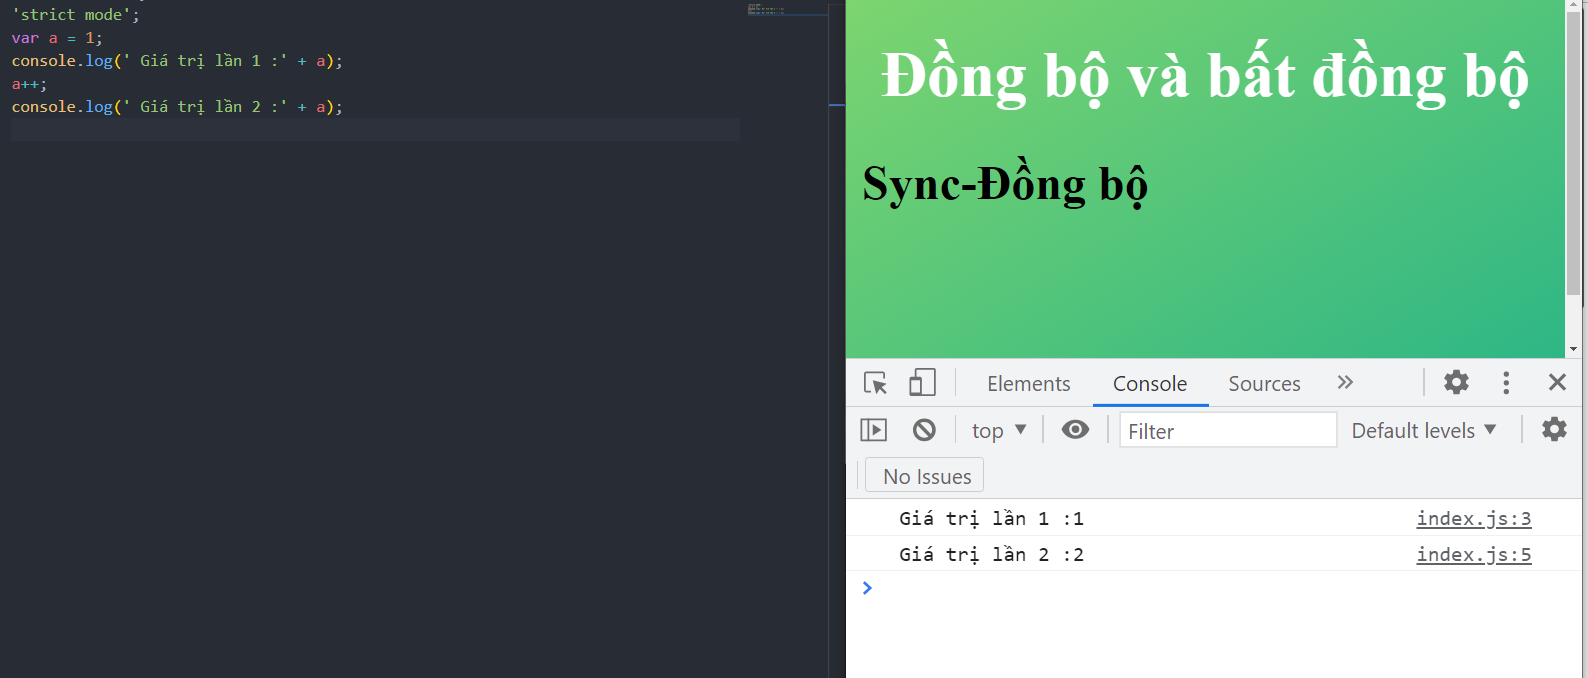 'strict mode';
var a = 1;
console.log(' Giá trị lần 1 :' + a);
a++;
console.log(' Giá trị lần 2 :' + a);
Đồng bộ và bất đồng bộ
Sync-Đồng bộ
Elements Console Sources »
top Filter Default levels
No Issues
Giá trị lần 1 :1 index.js:3
Giá trị lần 2 :2 index.js:5